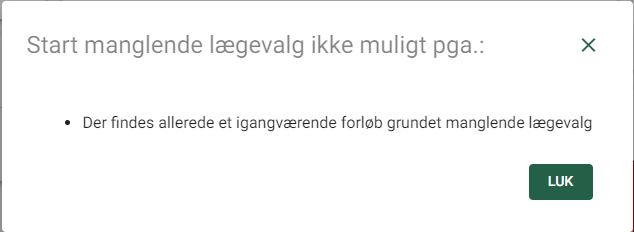 Start manglende lægevalg ikke muligt pga.:
• Der findes allerede et igangværende forløb grundet manglende lægevalg
LUK